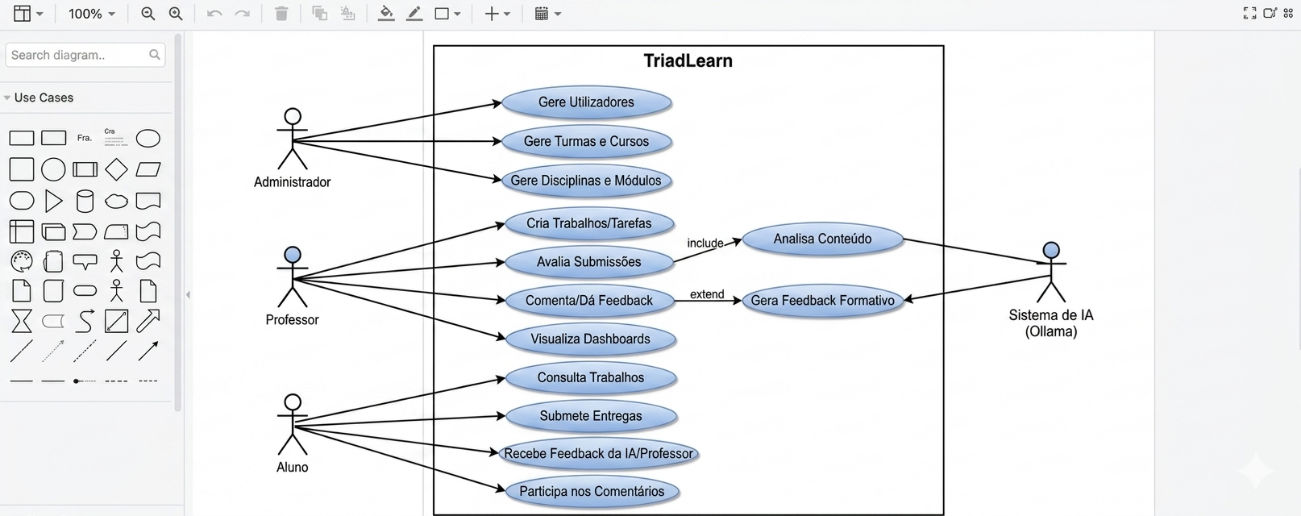 100%
Search diagram..
Use Cases
Fra.
TriadLearn
Gere Utilizadores
Gere Turmas e Cursos
Gere Disciplinas e Módulos
Administrador
Cria Trabalhos/Tarefas
Avalia Submissões
include
Analisa Conteúdo
Comenta/Dá Feedback
extend
Gera Feedback Formativo
Visualiza Dashboards
Professor
Sistema de IA
(Ollama)
Consulta Trabalhos
Submete Entregas
Recebe Feedback da IA/Professor
Participa nos Comentários
Aluno